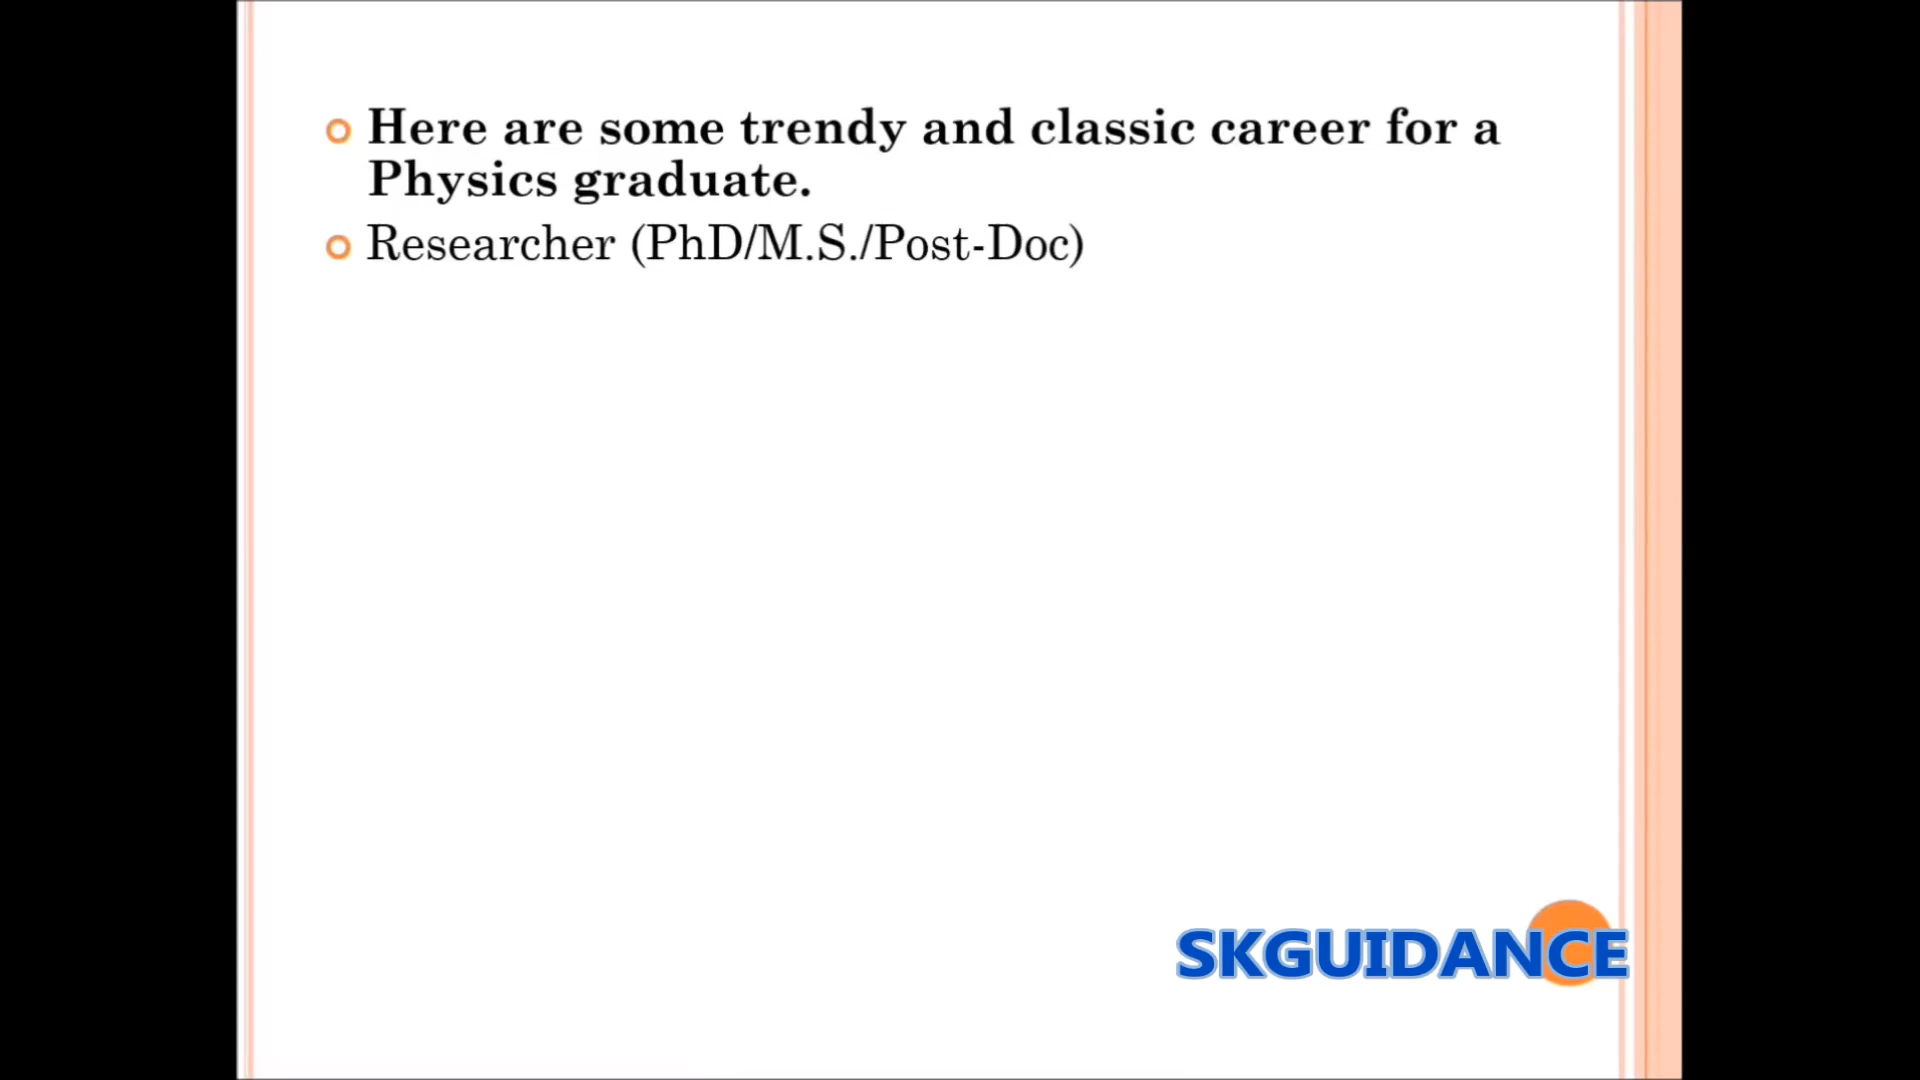 Here are some trendy and classic career for a
Physics graduate.
Researcher (PhD/M.S./Post-Doc)
SKGUIDANCE